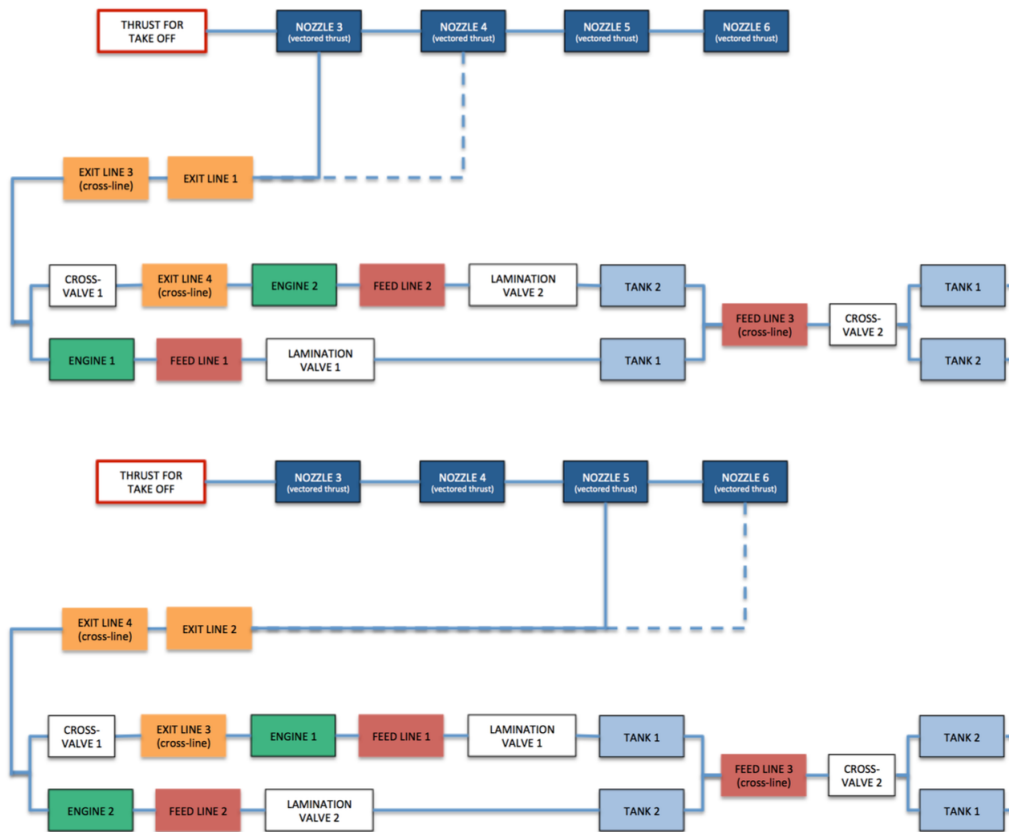 THRUST FOR
TAKE OFF
NOZZLE 3
(vectored thrust)
NOZZLE 4
(vectored thrust)
NOZZLE 5
(vectored thrust)
NOZZLE 6
(vectored thrust)
EXIT LINE 3
(cross-line)
EXIT LINE 1
CROSS-
VALVE 1
EXIT LINE 4
(cross-line)
ENGINE 2
FEED LINE 2
LAMINATION
VALVE 2
TANK 2
ENGINE 1
FEED LINE 1
LAMINATION
VALVE 1
TANK 1
FEED LINE 3
(cross-line)
CROSS-
VALVE 2
TANK 1
TANK 2
THRUST FOR
TAKE OFF
NOZZLE 3
(vectored thrust)
NOZZLE 4
(vectored thrust)
NOZZLE 5
(vectored thrust)
NOZZLE 6
(vectored thrust)
EXIT LINE 4
(cross-line)
EXIT LINE 2
CROSS-
VALVE 1
EXIT LINE 3
(cross-line)
ENGINE 1
FEED LINE 1
LAMINATION
VALVE 1
TANK 1
ENGINE 2
FEED LINE 2
LAMINATION
VALVE 2
TANK 2
FEED LINE 3
(cross-line)
CROSS-
VALVE 2
TANK 2
TANK 1